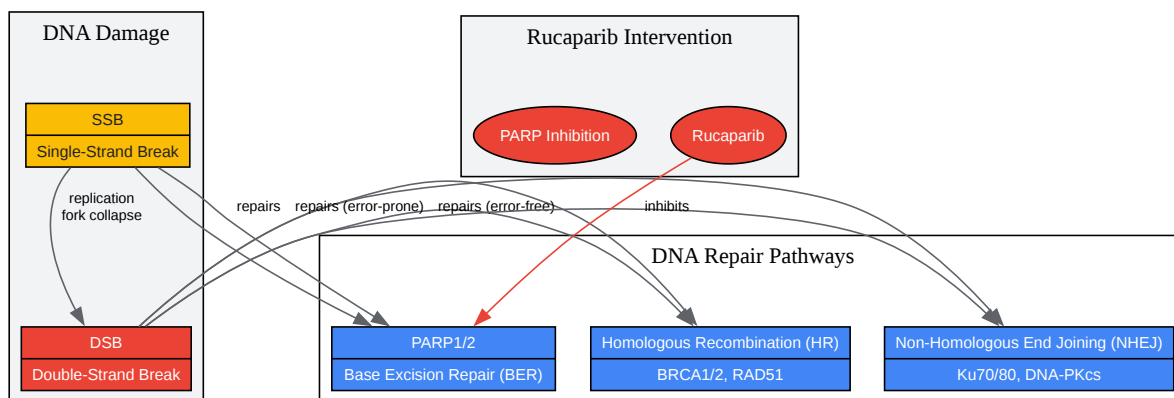 DNA Damage
Rucaparib Intervention
SSB
Single-Strand Break
PARP Inhibition
Rucaparib
replication
fork collapse
repairs
repairs (error-prone)
repairs (error-free)
inhibits
DNA Repair Pathways
DSB
Double-Strand Break
PARP1/2
Base Excision Repair (BER)
Homologous Recombination (HR)
BRCA1/2, RAD51
Non-Homologous End Joining (NHEJ)
Ku70/80, DNA-PKcs